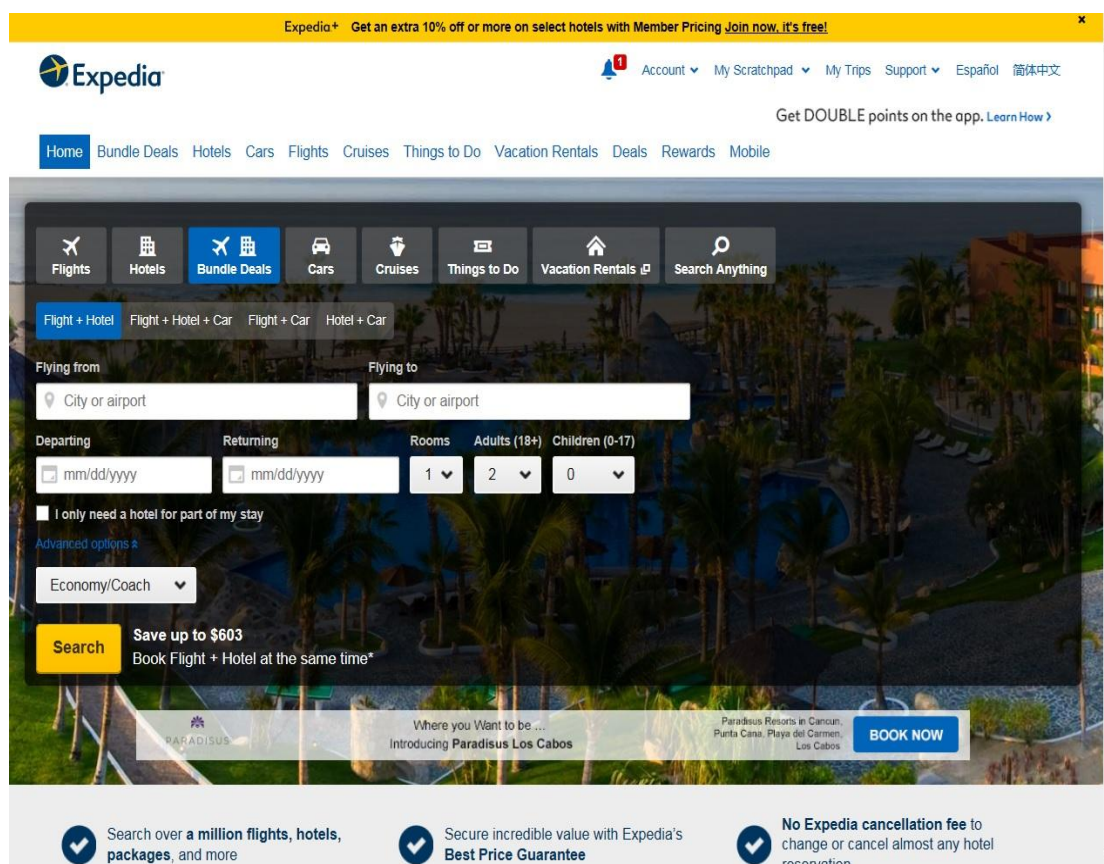 Expedia+ Get an extra 10% off or more on select hotels with Member Pricing Join now, it's free! ×
Expedia
1 Account My Scratchpad My Trips Support Español 简体中文
Get DOUBLE points on the app. Learn How
Home Bundle Deals Hotels Cars Flights Cruises Things to Do Vacation Rentals Deals Rewards Mobile
Flights Hotels Bundle Deals Cars Cruises Things to Do Vacation Rentals Search Anything
Flight + Hotel Flight + Hotel + Car Flight + Car Hotel + Car
Flying from Flying to
City or airport City or airport
Departing Returning Rooms Adults (18+) Children (0-17)
mm/dd/yyyy mm/dd/yyyy 1 2 0
I only need a hotel for part of my stay
Advanced options
Economy/Coach
Search
Save up to $603
Book Flight + Hotel at the same time*
PARADISUS
Where you Want to be ...
Introducing Paradisus Los Cabos
Paradisus Resorts in Cancun,
Punta Cana, Playa del Carmen,
Los Cabos
BOOK NOW
Search over a million flights, hotels,
packages, and more
Secure incredible value with Expedia's
Best Price Guarantee
No Expedia cancellation fee to
change or cancel almost any hotel
reservation